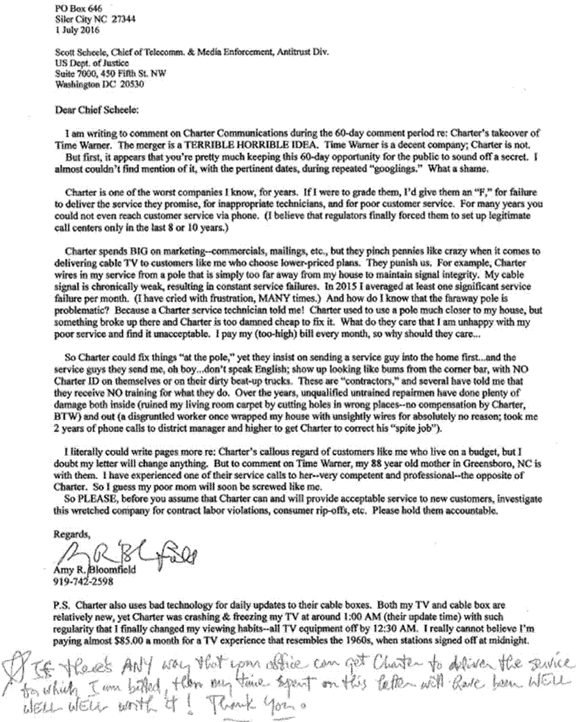 PO Box 646
Siler City NC 27344
1 July 2016
Scott Scheele, Chief of Telecomm. & Media Enforcement, Antitrust Div.
US Dept. of Justice
Suite 7000, 450 Fifth St. NW
Washington DC 20530
Dear Chief Scheele:
I am writing to comment on Charter Communications during the 60-day comment period re: Charter's takeover of
Time Warner. The merger is a TERRIBLE HORRIBLE IDEA. Time Warner is a decent company; Charter is not.
But first, it appears that you're pretty much keeping this 60-day opportunity for the public to sound off a secret. I
almost couldn't find mention of it, with the pertinent dates, during repeated "googlings." What a shame.
Charter is one of the worst companies I know, for years. If I were to grade them, I'd give them an "F," for failure
to deliver the service they promise, for inappropriate technicians, and for poor customer service. For many years you
could not even reach customer service via phone. (I believe that regulators finally forced them to set up legitimate
call centers only in the last 8 or 10 years.)
Charter spends BIG on marketing--commercials, mailings, etc., but they pinch pennies like crazy when it comes to
delivering cable TV to customers like me who choose lower-priced plans. They punish us. For example, Charter
wires in my service from a pole that is simply too far away from my house to maintain signal integrity. My cable
signal is chronically weak, resulting in constant service failures. In 2015 I averaged at least one significant service
failure per month. (I have cried with frustration, MANY times.) And how do I know that the faraway pole is
problematic? Because a Charter service technician told me! Charter used to use a pole much closer to my house, but
something broke up there and Charter is too damned cheap to fix it. What do they care that I am unhappy with my
poor service and find it unacceptable. I pay my (too-high) bill every month, so why should they care...
So Charter could fix things "at the pole," yet they insist on sending a service guy into the home first...and the
service guys they send me, oh boy...don't speak English; show up looking like bums from the corner bar, with NO
Charter ID on themselves or on their dirty beat-up trucks. These are "contractors," and several have told me that
they receive NO training for what they do. Over the years, unqualified untrained repairmen have done plenty of
damage both inside (ruined my living room carpet by cutting holes in wrong places--no compensation by Charter,
BTW) and out (a disgruntled worker once wrapped my house with unsightly wires for absolutely no reason; took me
2 years of phone calls to district manager and higher to get Charter to correct his "spite job").
I literally could write pages more re: Charter's callous regard of customers like me who live on a budget, but I
doubt my letter will change anything. But to comment on Time Warner, my 88 year old mother in Greensboro, NC is
with them. I have experienced one of their service calls to her--very competent and professional--the opposite of
Charter. So I guess my poor mom will soon be screwed like me.
So PLEASE, before you assume that Charter can and will provide acceptable service to new customers, investigate
this wretched company for contract labor violations, consumer rip-offs, etc. Please hold them accountable.
Regards,
Amy R. Bloomfield
919-742-2598
P.S. Charter also uses bad technology for daily updates to their cable boxes. Both my TV and cable box are
relatively new, yet Charter was crashing & freezing my TV at around 1:00 AM (their update time) with such
regularity that I finally changed my viewing habits--all TV equipment off by 12:30 AM. I really cannot believe I'm
paying almost $85.00 a month for a TV experience that resembles the 1960s, when stations signed off at midnight.
If there's ANY way that your office can get Charter to deliver the service
for which I am billed, then my time spent on this letter will have been WELL
WELL WELL worth it! Thank You.